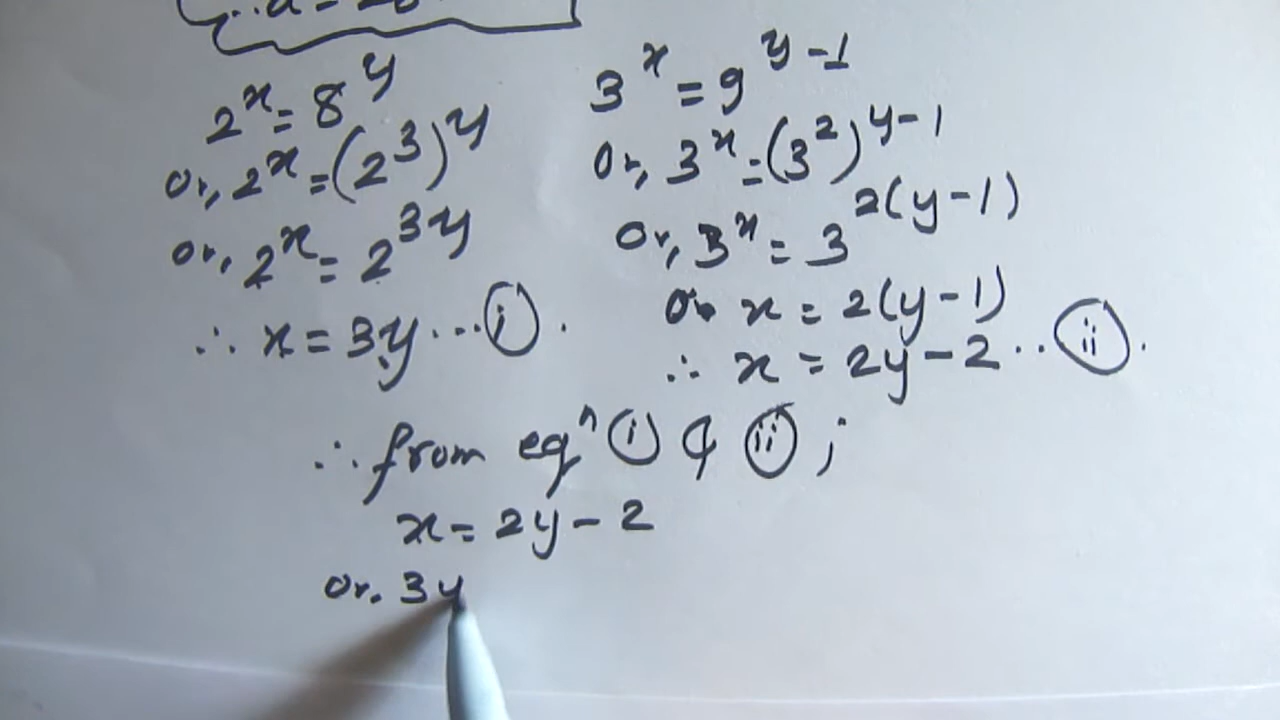 2^x = 8^y
Or, 2^x = (2^3)^y
or, 2^x = 2^3y
∴ x = 3y ... (i).
3^x = 9^y-1
Or, 3^x = (3^2)^y-1
Or, 3^x = 3^2(y-1)
Or x = 2(y-1)
∴ x = 2y-2 .. (ii).
∴ from eq^n (i) & (ii) ;
x = 2y - 2
Or. 3y